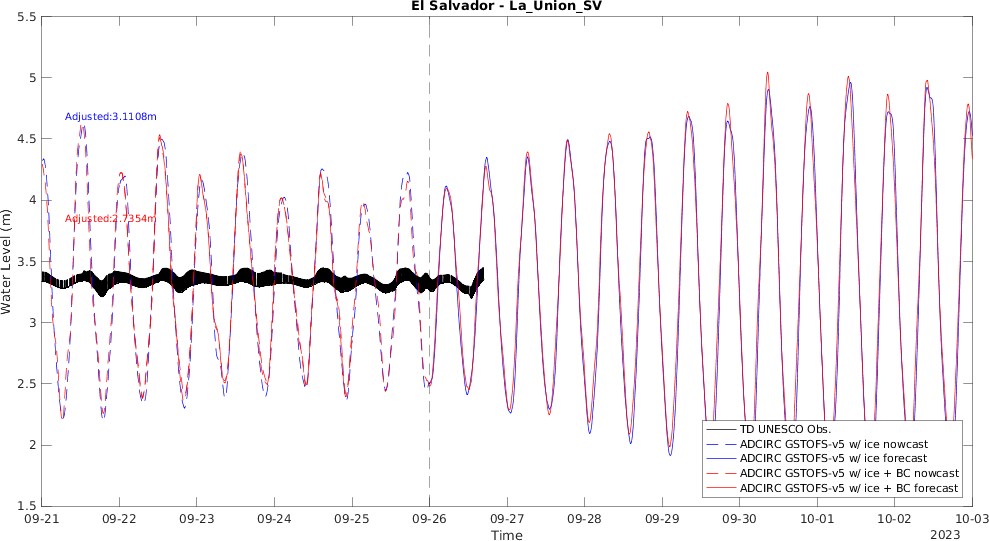 El Salvador - La_Union_SV
5.5
5
4.5
4
3.5
3
2.5
2
1.5
Water Level (m)
Adjusted:3.1108m
Adjusted:2.7354m
TD UNESCO Obs.
ADCIRC GSTOFS-v5 w/ ice nowcast
ADCIRC GSTOFS-v5 w/ ice forecast
ADCIRC GSTOFS-v5 w/ ice + BC nowcast
ADCIRC GSTOFS-v5 w/ ice + BC forecast
09-21 09-22 09-23 09-24 09-25 09-26 09-27 09-28 09-29 09-30 10-01 10-02 10-03
Time
2023